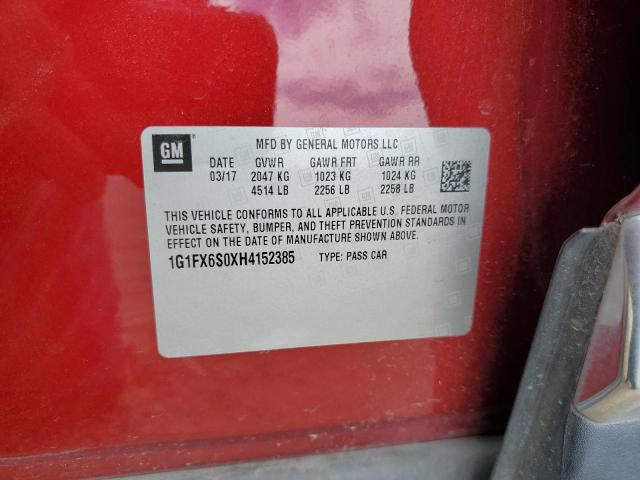 GM
MFD BY GENERAL MOTORS LLC
DATE GVWR GAWR FRT GAWR RR
03/17 2047 KG 1023 KG 1024 KG
4514 LB 2256 LB 2258 LB
THIS VEHICLE CONFORMS TO ALL APPLICABLE U.S. FEDERAL MOTOR
VEHICLE SAFETY, BUMPER, AND THEFT PREVENTION STANDARDS IN
EFFECT ON THE DATE OF MANUFACTURE SHOWN ABOVE.
1G1FX6S0XH4152385 TYPE: PASS CAR